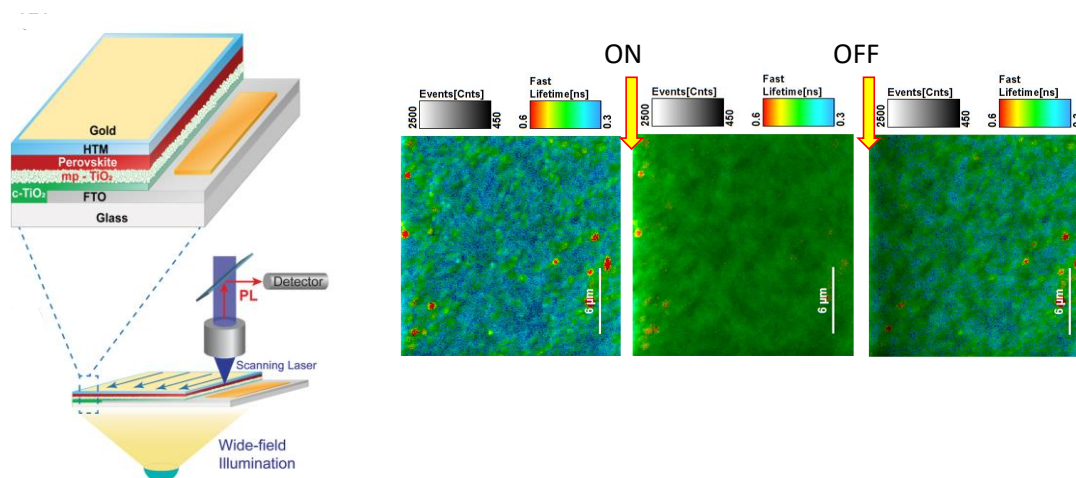 Gold
HTM
Perovskite
mp - TiO₂
c-TiO₂
FTO
Glass
PL
Detector
Scanning Laser
Wide-field
Illumination
ON
OFF
Events[Cnts]
2500
450
Fast
Lifetime[ns]
0.6
0.3
6 µm
Events[Cnts]
2500
450
Fast
Lifetime[ns]
0.6
0.3
6 µm
Events[Cnts]
2500
450
Fast
Lifetime[ns]
0.6
6 µm